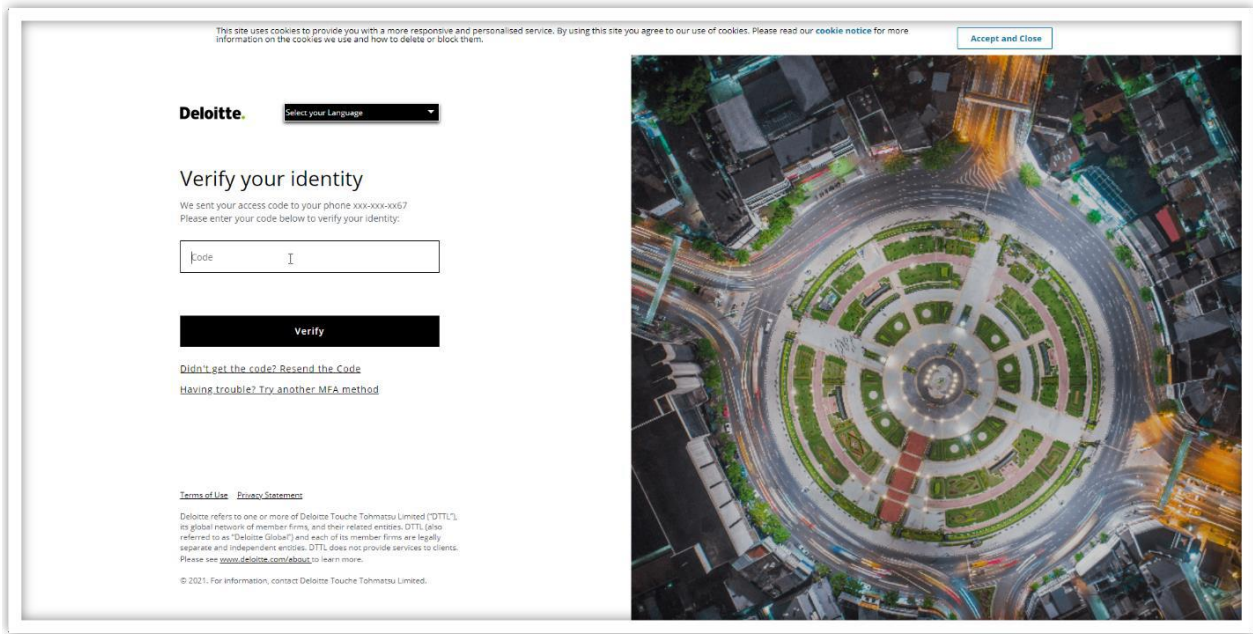 This site uses cookies to provide you with a more responsive and personalised service. By using this site you agree to our use of cookies. Please read our cookie notice for more
information on the cookies we use and how to delete or block them.
Accept and Close
Deloitte.
Select your Language
Verify your identity
We sent your access code to your phone xxx-xxx-xx67
Please enter your code below to verify your identity:
Code
Verify
Didn't get the code? Resend the Code
Having trouble? Try another MFA method
Terms of Use Privacy Statement
Deloitte refers to one or more of Deloitte Touche Tohmatsu Limited ("DTTL"),
its global network of member firms, and their related entities. DTTL (also
referred to as "Deloitte Global") and each of its member firms are legally
separate and independent entities. DTTL does not provide services to clients.
Please see www.deloitte.com/about to learn more.
© 2021. For information, contact Deloitte Touche Tohmatsu Limited.